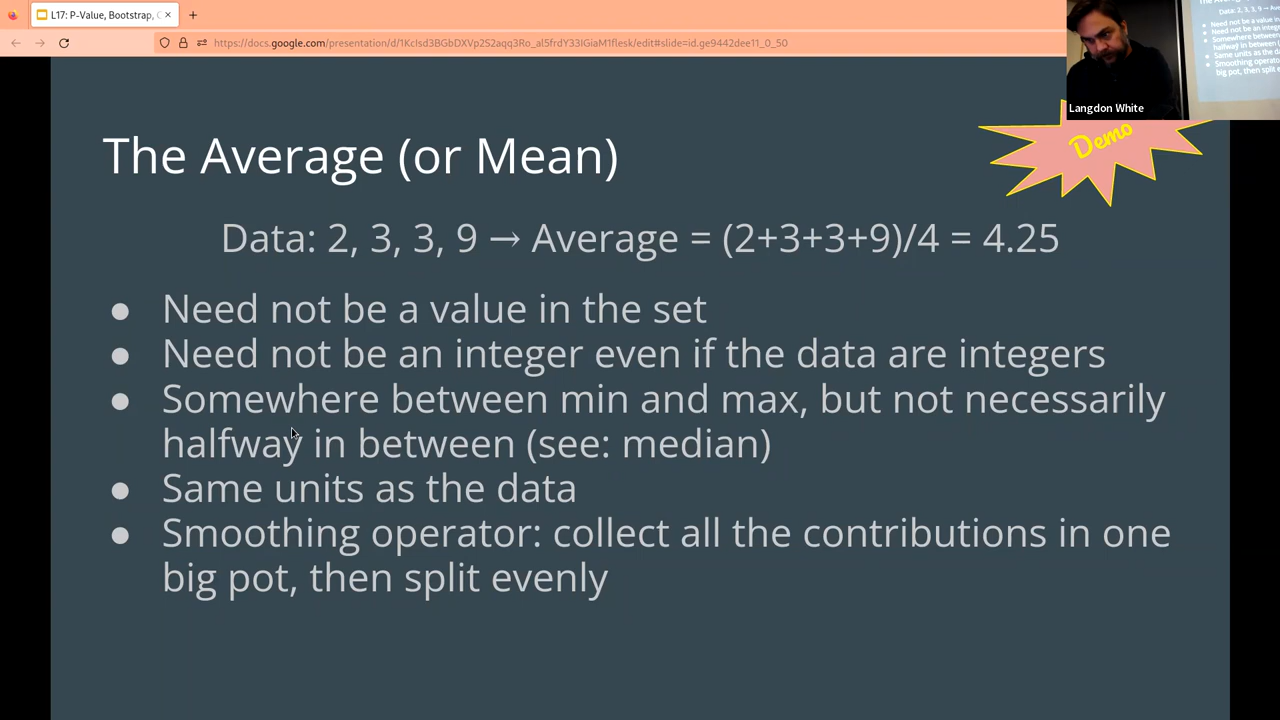 L17: P-Value, Bootstrap,
https://docs.google.com/presentation/d/1KcIsd3BGbDXVp2S2aqq3Ro_al5frdY33IGiaM1flesk/edit#slide=id.ge9442dee11_0_50
Langdon White
Demo
The Average (or Mean)
Data: 2, 3, 3, 9 → Average = (2+3+3+9)/4 = 4.25
● Need not be a value in the set
● Need not be an integer even if the data are integers
● Somewhere between min and max, but not necessarily
halfway in between (see: median)
● Same units as the data
● Smoothing operator: collect all the contributions in one
big pot, then split evenly